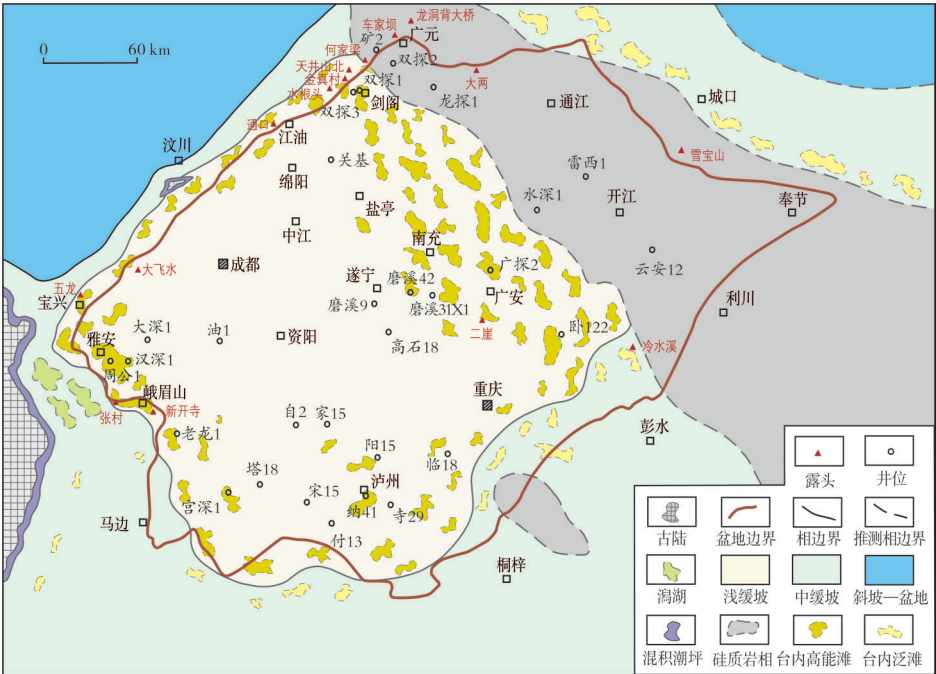 0 60 km
龙洞背大桥
车家坝
广元
矿2
何家梁
双探2
天井山北
金真村
双探1
水根头
剑阁
双探3
大两
龙探1
通江
城口
通口
江油
汶川
雪宝山
关基
绵阳
雷西1
盐亭
水深1
开江
奉节
中江
南充
成都
广探2
云安12
大飞水
遂宁
磨溪42
五龙
宝兴
磨溪9
磨溪31X1
广安
利川
大深1
油1
资阳
二崖
卧122
高石18
雅安
汉深1
冷水溪
周公1
峨眉山
重庆
张村
新开寺
自2
家15
老龙1
彭水
阳15
临18
塔18
泸州
宫深1
宋15
纳41
寺29
马边
付13
桐梓
露头 井位
古陆 盆地边界 相边界 推测相边界
潟湖 浅缓坡 中缓坡 斜坡—盆地
混积潮坪 硅质岩相 台内高能滩 台内泛滩